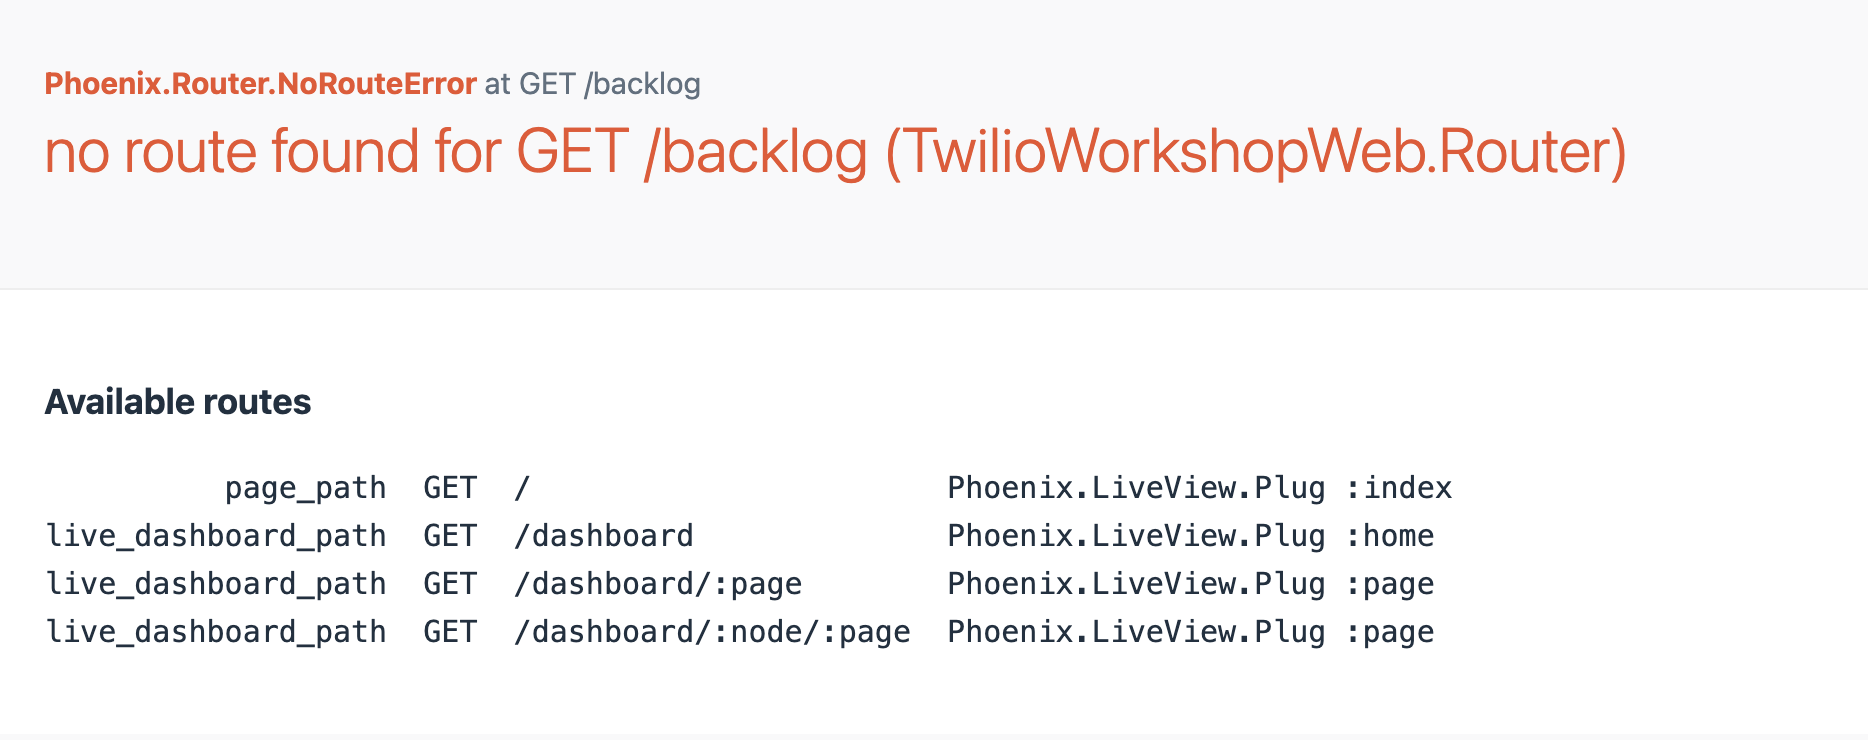 Phoenix.Router.NoRouteError at GET /backlog
no route found for GET /backlog (TwilioWorkshopWeb.Router)
Available routes
page_path  GET  /                       Phoenix.LiveView.Plug :index
live_dashboard_path  GET  /dashboard              Phoenix.LiveView.Plug :home
live_dashboard_path  GET  /dashboard/:page        Phoenix.LiveView.Plug :page
live_dashboard_path  GET  /dashboard/:node/:page  Phoenix.LiveView.Plug :page